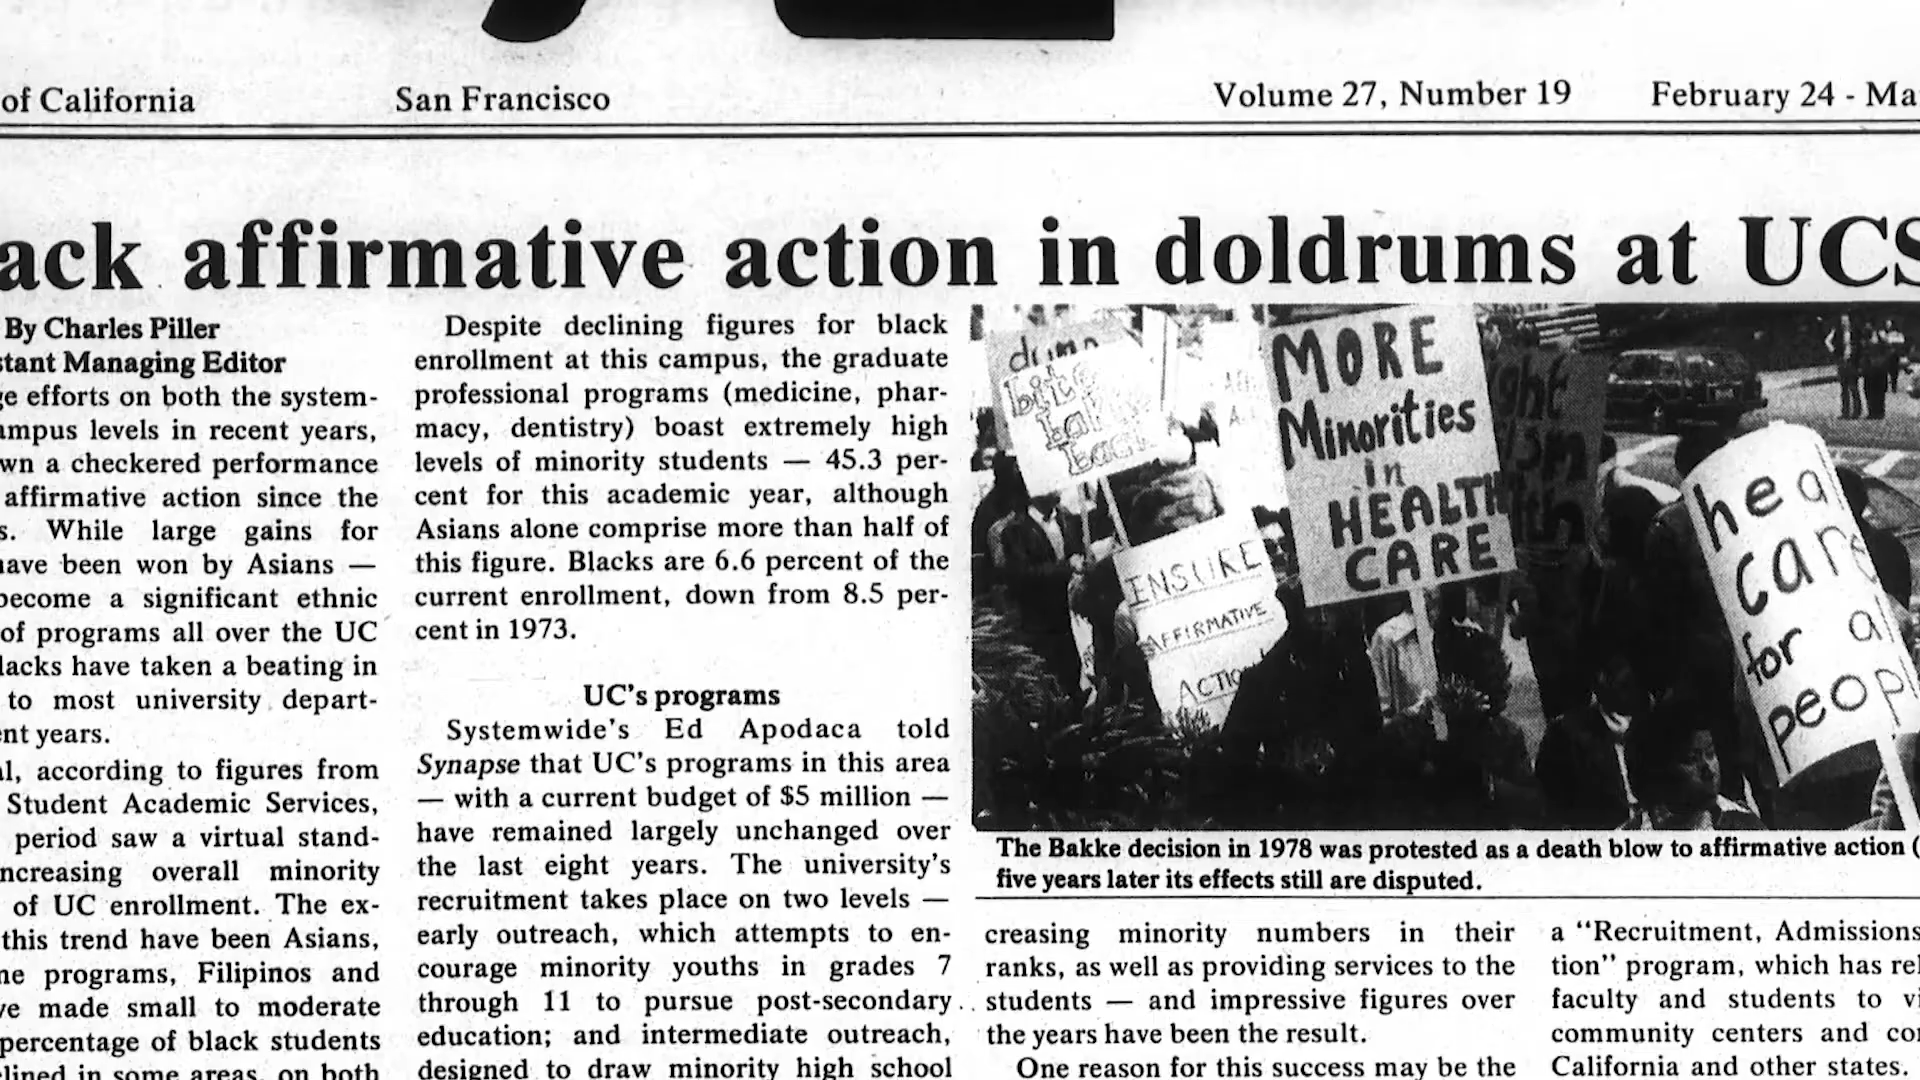 of California San Francisco Volume 27, Number 19 February 24 - Ma
ack affirmative action in doldrums at UCS
By Charles Piller
stant Managing Editor
ge efforts on both the system-
ampus levels in recent years,
wn a checkered performance
affirmative action since the
s. While large gains for
have been won by Asians —
become a significant ethnic
of programs all over the UC
lacks have taken a beating in
to most university depart-
nt years.
al, according to figures from
Student Academic Services,
period saw a virtual stand-
ncreasing overall minority
of UC enrollment. The ex-
this trend have been Asians,
me programs, Filipinos and
ve made small to moderate
percentage of black students
lined in some areas, on both
Despite declining figures for black
enrollment at this campus, the graduate
professional programs (medicine, phar-
macy, dentistry) boast extremely high
levels of minority students — 45.3 per-
cent for this academic year, although
Asians alone comprise more than half of
this figure. Blacks are 6.6 percent of the
current enrollment, down from 8.5 per-
cent in 1973.
UC's programs
Systemwide's Ed Apodaca told
Synapse that UC's programs in this area
— with a current budget of $5 million —
have remained largely unchanged over
the last eight years. The university's
recruitment takes place on two levels —
early outreach, which attempts to en-
courage minority youths in grades 7
through 11 to pursue post-secondary
education; and intermediate outreach,
designed to draw minority high school
MORE
Minorities
in
HEALTH
CARE
INSURE
AFFIRMATIVE
ACTIO
hea
care
for al
peopl
The Bakke decision in 1978 was protested as a death blow to affirmative action (
five years later its effects still are disputed.
creasing minority numbers in their
ranks, as well as providing services to the
students — and impressive figures over
the years have been the result.
One reason for this success may be the
a “Recruitment, Admissions
tion” program, which has rel
faculty and students to vi
community centers and co
California and other states.